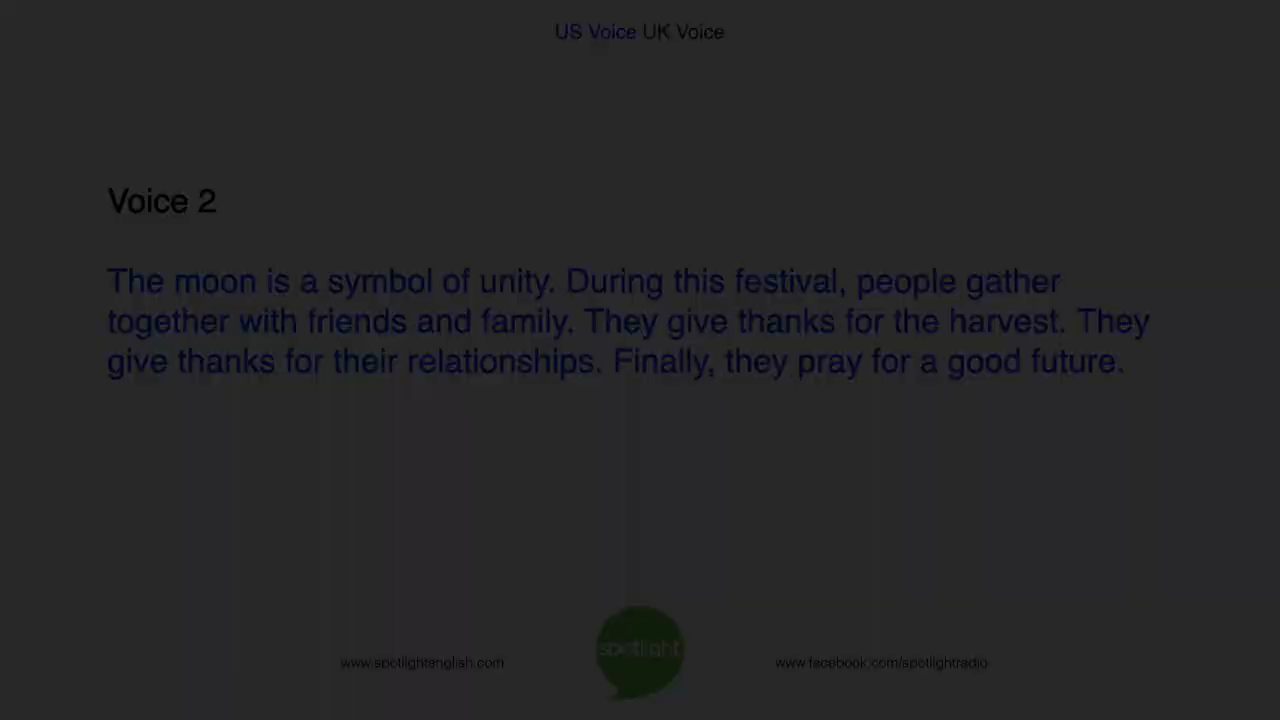 US Voice UK Voice
Voice 2
The moon is a symbol of unity. During this festival, people gather
together with friends and family. They give thanks for the harvest. They
give thanks for their relationships. Finally, they pray for a good future.
spotlight
www.spotlightenglish.com
www.facebook.com/spotlightradio